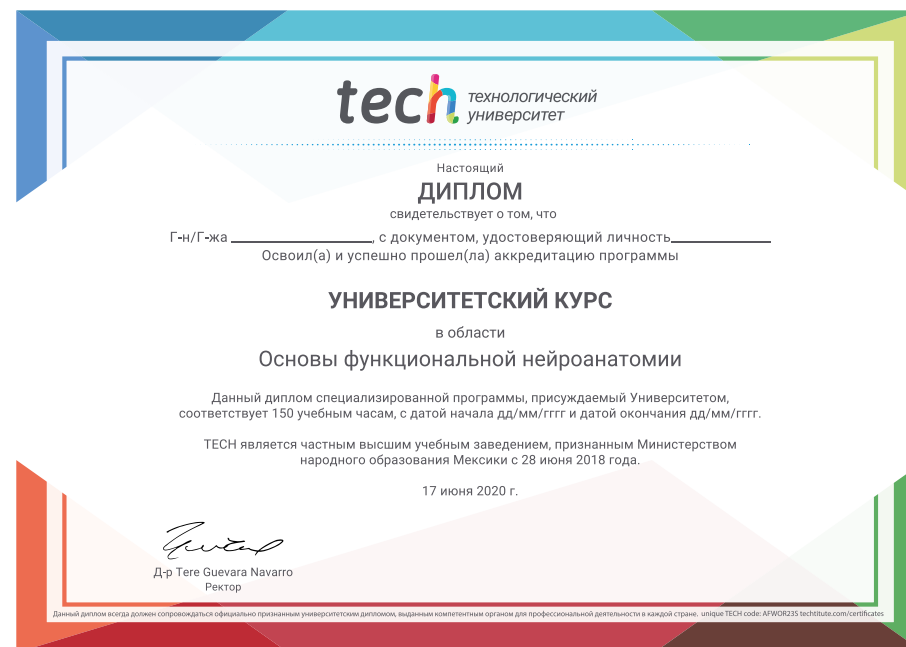 tech технологический
университет
Настоящий
ДИПЛОМ
свидетельствует о том, что
Г-н/Г-жа ________________, с документом, удостоверяющий личность____________
Освоил(а) и успешно прошел(ла) аккредитацию программы
УНИВЕРСИТЕТСКИЙ КУРС
в области
Основы функциональной нейроанатомии
Данный диплом специализированной программы, присуждаемый Университетом,
соответствует 150 учебным часам, с датой начала дд/мм/гггг и датой окончания дд/мм/гггг.
TECH является частным высшим учебным заведением, признанным Министерством
народного образования Мексики с 28 июня 2018 года.
17 июня 2020 г.
Д-р Tere Guevara Navarro
Ректор
Данный диплом всегда должен сопровождаться официально признанным университетским дипломом, выданным компетентным органом для профессиональной деятельности в каждой стране. unique TECH code: AFWOR23S techtitute.com/certificates